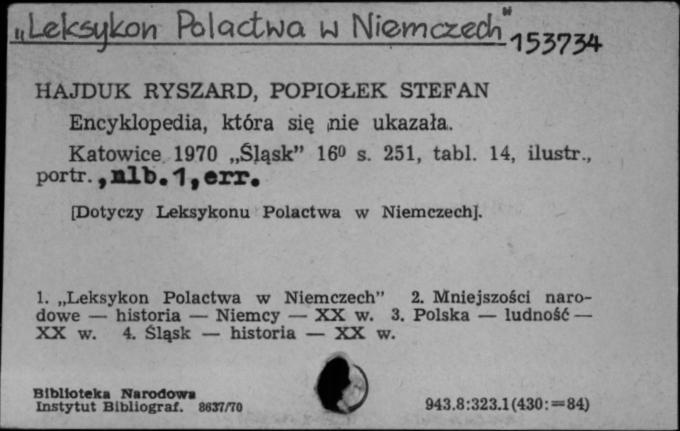 „Leksykon Polactwa w Niemczech”
153734
HAJDUK RYSZARD, POPIOŁEK STEFAN
Encyklopedia, która się nie ukazała.
Katowice 1970 „Śląsk” 16⁰ s. 251, tabl. 14, ilustr.,
portr., nlb. 1, err.
[Dotyczy Leksykonu Polactwa w Niemczech].
1. „Leksykon Polactwa w Niemczech” 2. Mniejszości naro-
dowe — historia — Niemcy — XX w. 3. Polska — ludność —
XX w. 4. Śląsk — historia — XX w.
Biblioteka Narodowa
Instytut Bibliograf. 8637/70
943.8:323.1(430:=84)